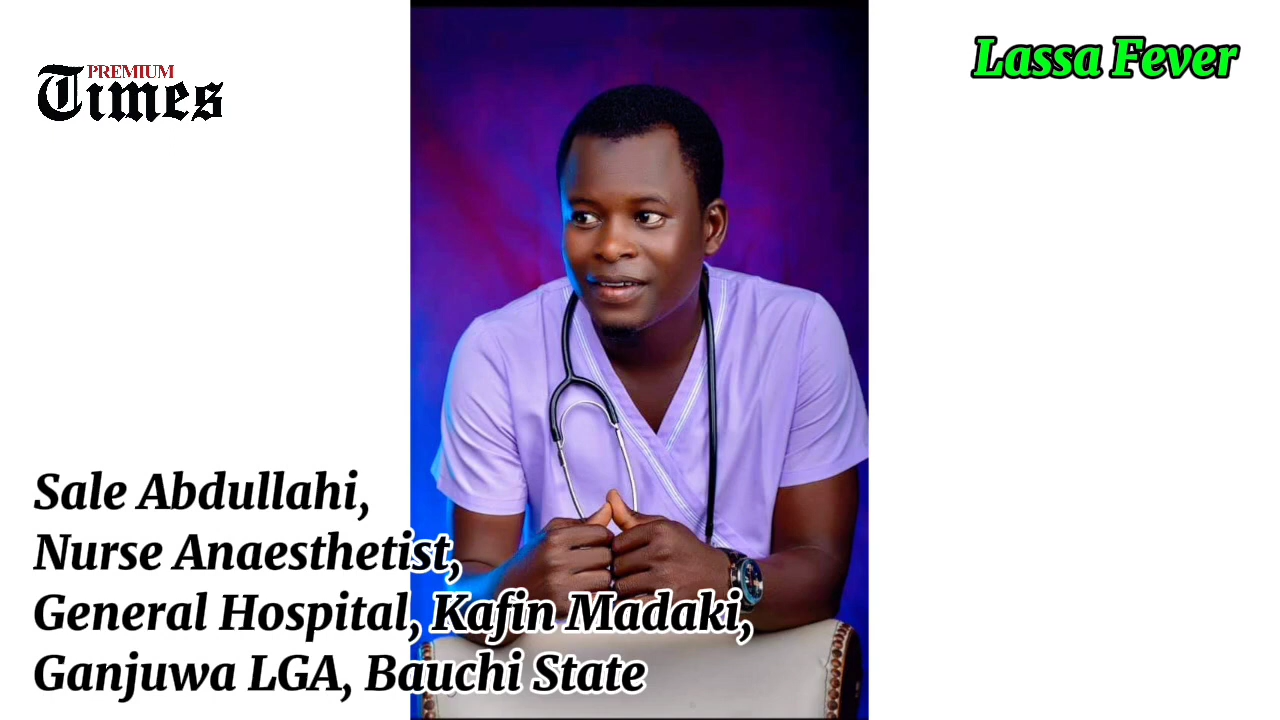 PREMIUM
Times
Lassa Fever
Sale Abdullahi,
Nurse Anaesthetist,
General Hospital, Kafin Madaki,
Ganjuwa LGA, Bauchi State